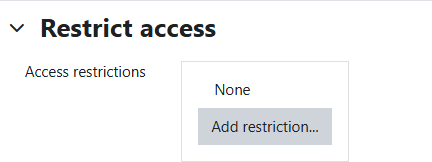 Restrict access
Access restrictions
None
Add restriction...